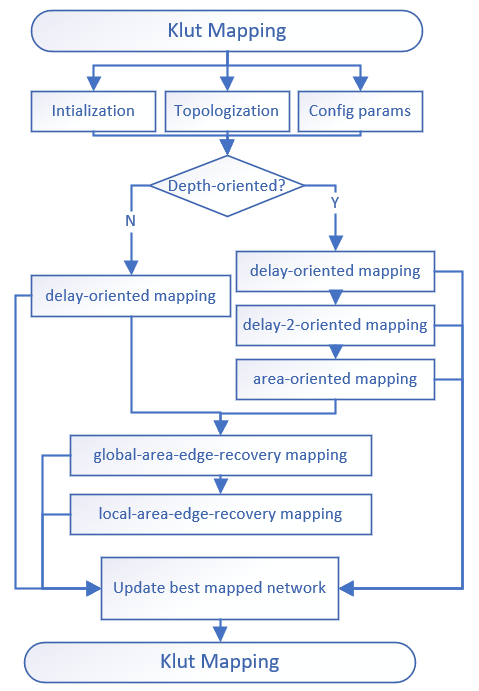 Klut Mapping
Intialization
Topologization
Config params
Depth-oriented?
N
Y
delay-oriented mapping
delay-oriented mapping
delay-2-oriented mapping
area-oriented mapping
global-area-edge-recovery mapping
local-area-edge-recovery mapping
Update best mapped network
Klut Mapping